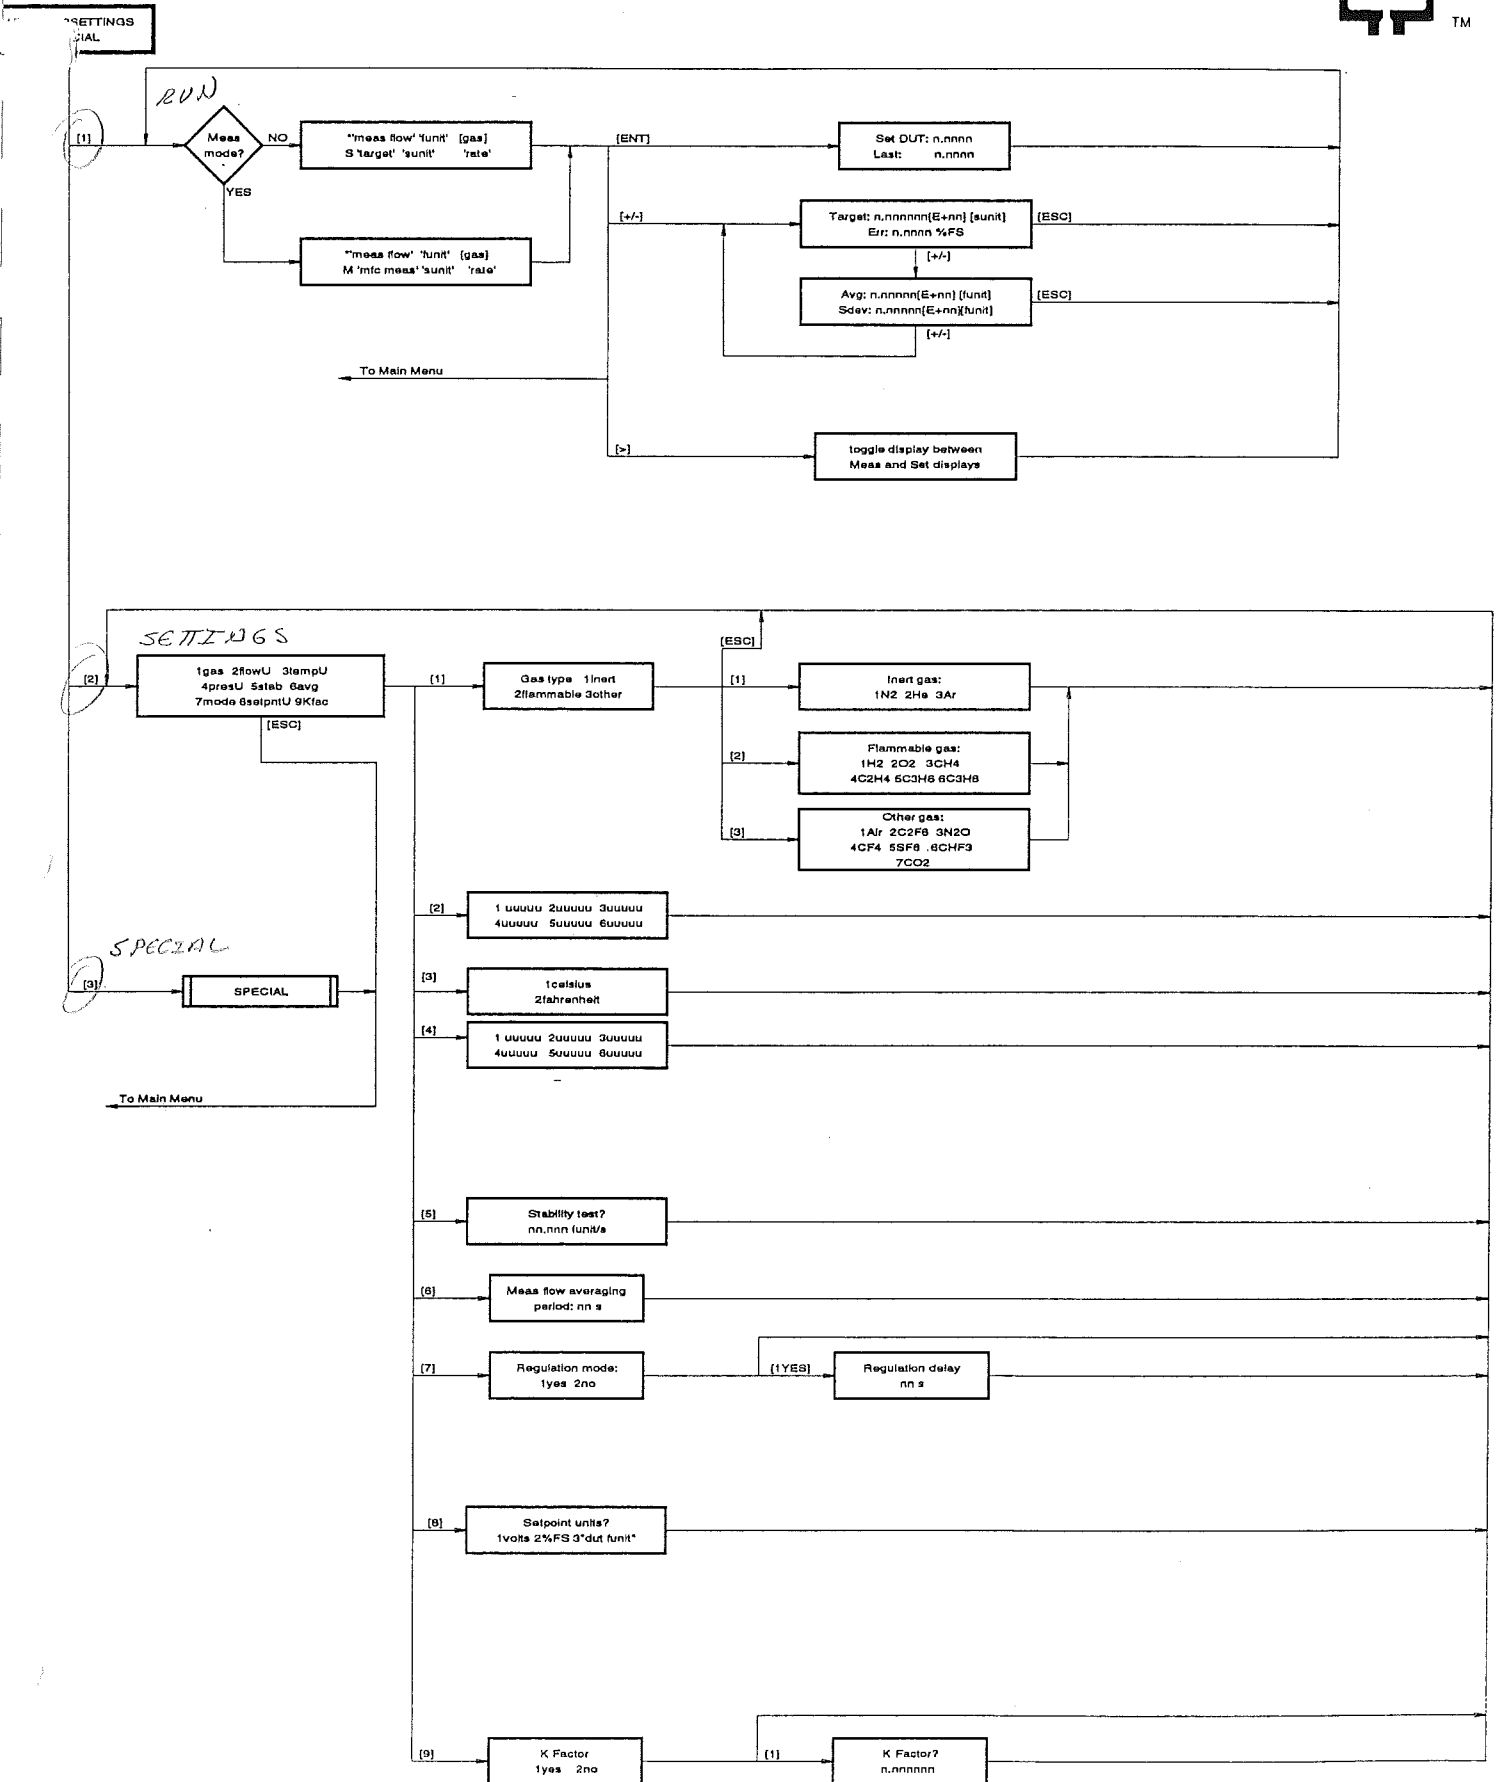 SETTINGS
CIAL
TM
RUN
[1]
Meas
mode?
NO
YES
"meas flow' 'funit' [gas]
S 'target' 'sunit' 'rate'
"meas flow' 'funit' [gas]
M 'mfc meas' 'sunit' 'rate'
[ENT]
Set DUT: n.nnnn
Last: n.nnnn
[+/-]
Target: n.nnnnnn[E+nn] [sunit]
Err: n.nnnn %FS
[ESC]
[+/-]
Avg: n.nnnnn[E+nn] [funit]
Sdev: n.nnnnn[E+nn][funit]
[ESC]
[+/-]
To Main Menu
[>]
toggle display between
Meas and Set displays
SETTINGS
[2]
1gas 2flowU 3tempU
4presU 5stab 6avg
7mode 8setpntU 9Kfac
[ESC]
[1]
Gas type 1inert
2flammable 3other
[ESC]
[1]
Inert gas:
1N2 2He 3Ar
[2]
Flammable gas:
1H2 2O2 3CH4
4C2H4 5C3H6 6C3H8
[3]
Other gas:
1Air 2C2F6 3N2O
4CF4 5SF6 6CHF3
7CO2
[2]
1 uuuuu 2uuuuu 3uuuuu
4uuuuu 5uuuuu 6uuuuu
SPECIAL
[3]
SPECIAL
[3]
1celsius
2fahrenheit
[4]
1 uuuuu 2uuuuu 3uuuuu
4uuuuu 5uuuuu 6uuuuu
To Main Menu
[5]
Stability test?
nn.nnn funit/s
[6]
Meas flow averaging
period: nn s
[7]
Regulation mode:
1yes 2no
[1YES]
Regulation delay
nn s
[8]
Setpoint units?
1volts 2%FS 3"dut funit"
[9]
K Factor
1yes 2no
[1]
K Factor?
n.nnnnnn